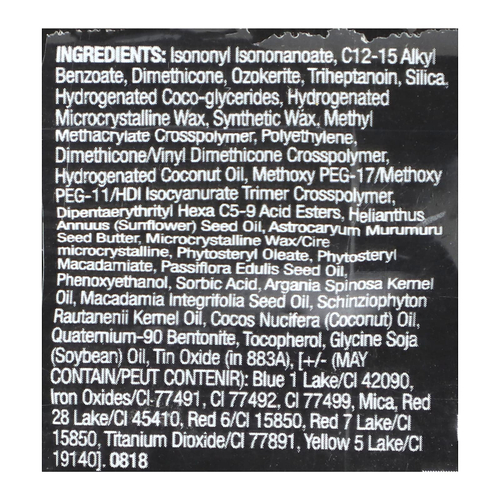 INGREDIENTS: Isononyl Isononanoate, C12-15 Alkyl
Benzoate, Dimethicone, Ozokerite, Triheptanoin, Silica,
Hydrogenated Coco-glycerides, Hydrogenated
Microcrystalline Wax, Synthetic Wax, Methyl
Methacrylate Crosspolymer, Polyethylene,
Dimethicone/Vinyl Dimethicone Crosspolymer,
Hydrogenated Coconut Oil, Methoxy PEG-17/Methoxy
PEG-11/HDI Isocyanurate Trimer Crosspolymer,
Dipentaerythrityl Hexa C5-9 Acid Esters, Helianthus
Annuus (Sunflower) Seed Oil, Astrocaryum Murumuru
Seed Butter, Microcrystalline Wax/Cire
microcrystalline, Phytosteryl Oleate, Phytosteryl
Macadamiate, Passiflora Edulis Seed Oil,
Phenoxyethanol, Sorbic Acid, Argania Spinosa Kernel
Oil, Macadamia Integrifolia Seed Oil, Schinziophyton
Rautanenii Kernel Oil, Cocos Nucifera (Coconut) Oil,
Quaternium-90 Bentonite, Tocopherol, Glycine Soja
(Soybean) Oil, Tin Oxide (in 883A), [+/- (MAY
CONTAIN/PEUT CONTENIR): Blue 1 Lake/CI 42090,
Iron Oxides/CI-77491, CI 77492, CI 77499, Mica, Red
28 Lake/CI 45410, Red 6/CI 15850, Red 7 Lake/CI
15850, Titanium Dioxide/CI 77891, Yellow 5 Lake/CI
19140]. 0818